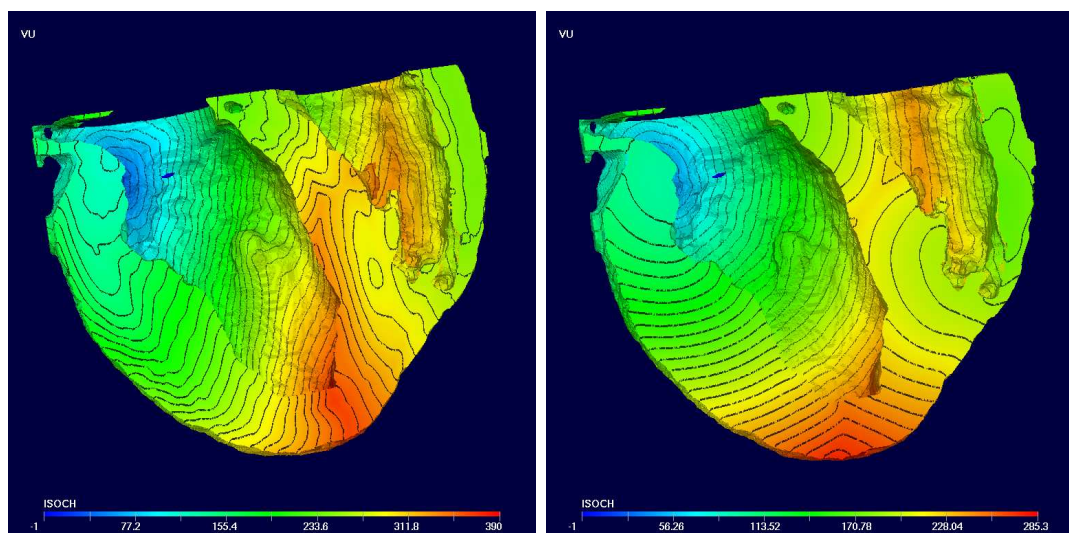 VU
ISOCH
-1 77.2 155.4 233.6 311.8 390
VU
ISOCH
-1 56.26 113.52 170.78 228.04 285.3